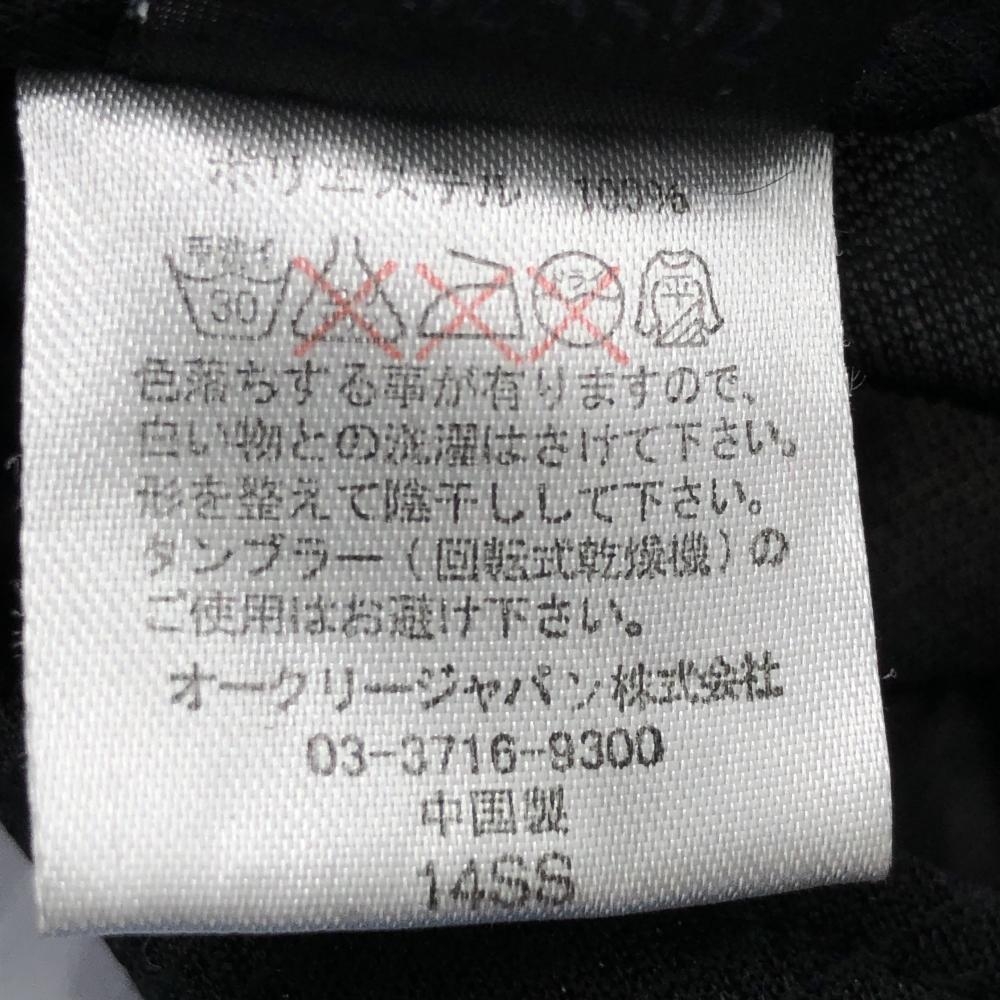 ポリエステル 100%
手洗イ
30
ドライ
平
色落ちする事が有りますので、
白い物との洗濯はさけて下さい。
形を整えて陰干しして下さい。
タンブラー(回転式乾燥機)の
ご使用はお避け下さい。
オークリージャパン株式会社
03-3716-9300
中国製
14SS